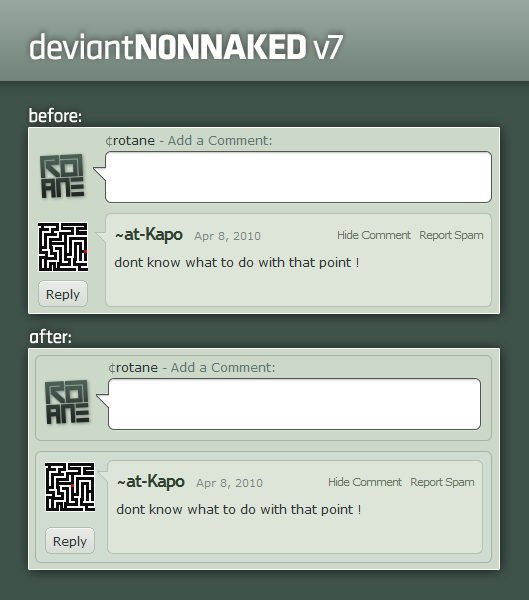 deviantNONNAKED v7
before:
¢rotane - Add a Comment:
ROT
ANE
~at-Kapo Apr 8, 2010 Hide Comment Report Spam
dont know what to do with that point !
Reply
after:
¢rotane - Add a Comment:
ROT
ANE
~at-Kapo Apr 8, 2010 Hide Comment Report Spam
dont know what to do with that point !
Reply